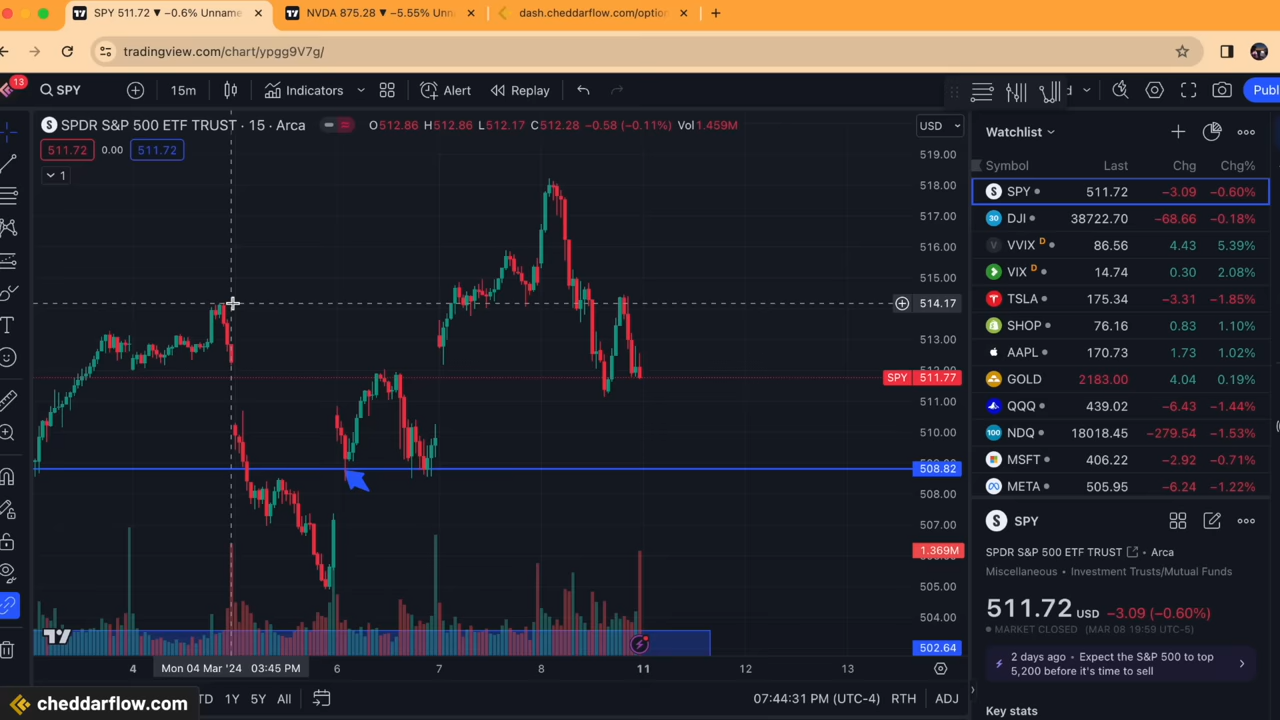 SPY 511.72 ▼ −0.6% Unname
NVDA 875.28 ▼ −5.55% Unna
dash.cheddarflow.com/option
tradingview.com/chart/ypgg9V7g/
13
SPY
15m
Indicators
Alert
Replay
Publ
SPDR S&P 500 ETF TRUST · 15 · Arca
O512.86 H512.86 L512.17 C512.28 −0.58 (−0.11%) Vol1.459M
USD
511.72
0.00
511.72
1
519.00
518.00
517.00
516.00
515.00
514.17
513.00
SPY 511.77
511.00
510.00
508.82
508.00
507.00
1.369M
505.00
504.00
502.64
4
Mon 04 Mar '24 03:45 PM
6
7
8
11
12
13
TD
1Y
5Y
All
07:44:31 PM (UTC-4)
RTH
ADJ
cheddarflow.com
Watchlist
Symbol Last Chg Chg%
SPY 511.72 −3.09 −0.60%
DJI 38722.70 −68.66 −0.18%
VVIX D 86.56 4.43 5.39%
VIX D 14.74 0.30 2.08%
TSLA 175.34 −3.31 −1.85%
SHOP 76.16 0.83 1.10%
AAPL 170.73 1.73 1.02%
GOLD 2183.00 4.04 0.19%
QQQ 439.02 −6.43 −1.44%
NDQ 18018.45 −279.54 −1.53%
MSFT 406.22 −2.92 −0.71%
META 505.95 −6.24 −1.22%
SPY
SPDR S&P 500 ETF TRUST · Arca
Miscellaneous · Investment Trusts/Mutual Funds
511.72 USD −3.09 (−0.60%)
MARKET CLOSED (MAR 08 19:59 UTC-5)
2 days ago · Expect the S&P 500 to top
5,200 before it's time to sell
Key stats